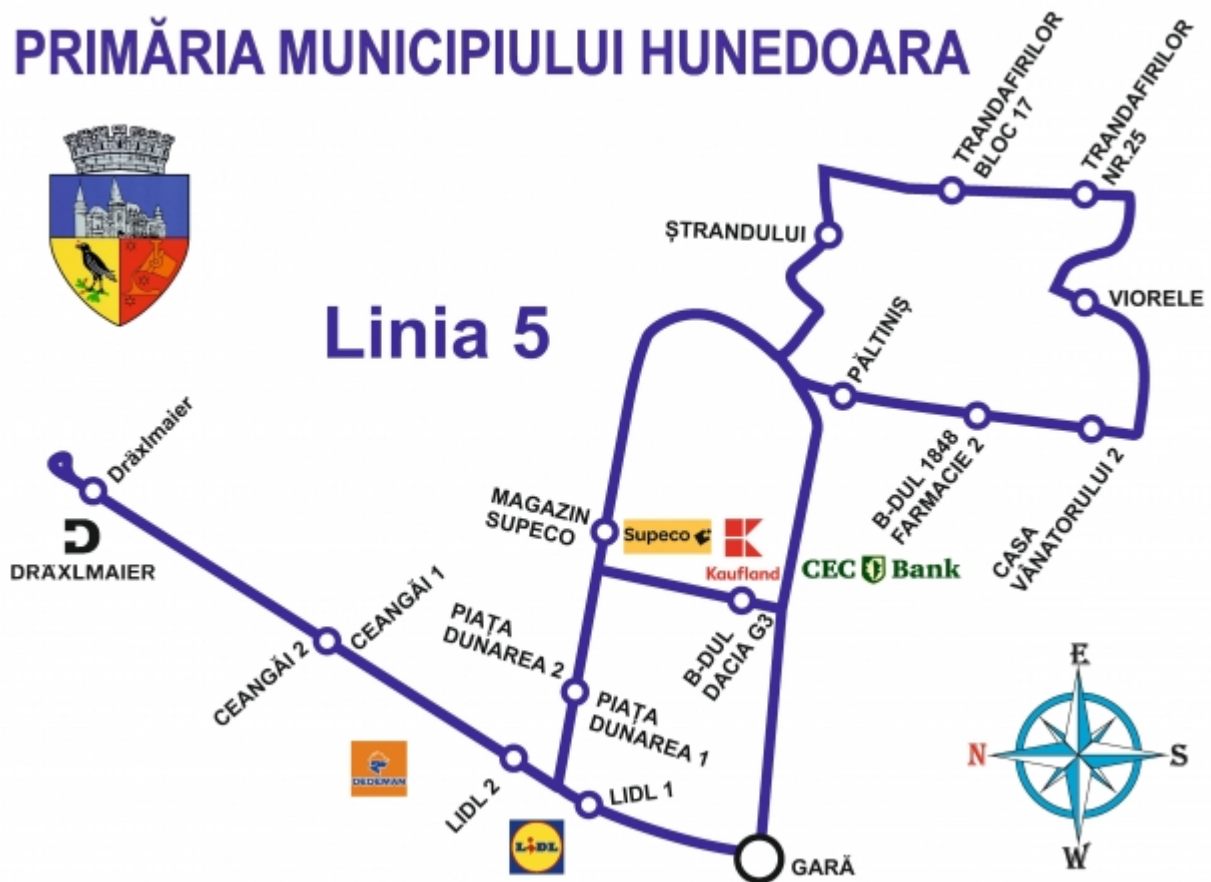 PRIMĂRIA MUNICIPIULUI HUNEDOARA
TRANDAFIRILOR
BLOC 17
TRANDAFIRILOR
NR.25
ȘTRANDULUI
VIORELE
Linia 5
PĂLTINIȘ
B-DUL 1848
FARMACIE 2
CASA
VÂNATORULUI 2
Dräxlmaier
DRÄXLMAIER
MAGAZIN
SUPECO
Supeco
Kaufland
CEC Bank
B-DUL
DACIA G3
PIAȚA
DUNAREA 2
PIAȚA
DUNAREA 1
CEANGĂI 1
CEANGĂI 2
DEDEMAN
LIDL 2
LIDL 1
LIDL
GARĂ
E
N
S
W